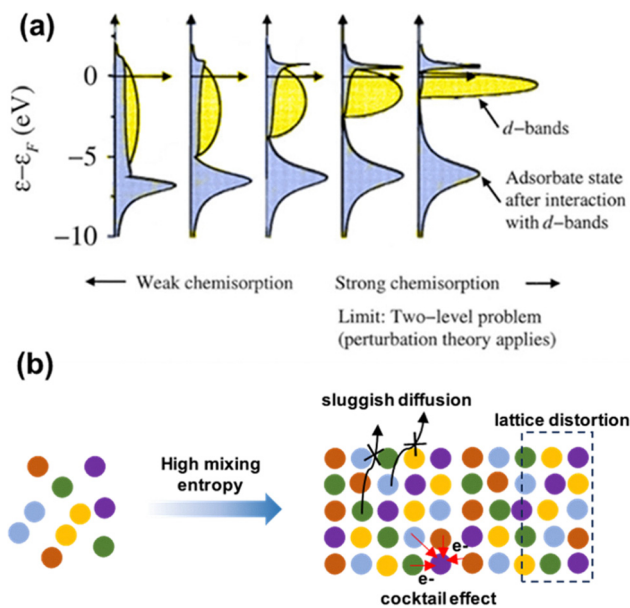 (a)
0
−5
−10
ε−εF (eV)
d−bands
Adsorbate state
after interaction
with d−bands
Weak chemisorption
Strong chemisorption
Limit: Two−level problem
(perturbation theory applies)
(b)
sluggish diffusion
lattice distortion
High mixing
entropy
e-
e-
cocktail effect